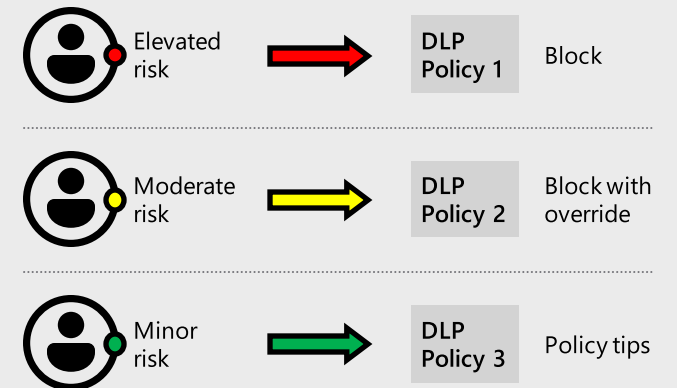 Elevated
risk
DLP
Policy 1
Block
Moderate
risk
DLP
Policy 2
Block with
override
Minor
risk
DLP
Policy 3
Policy tips